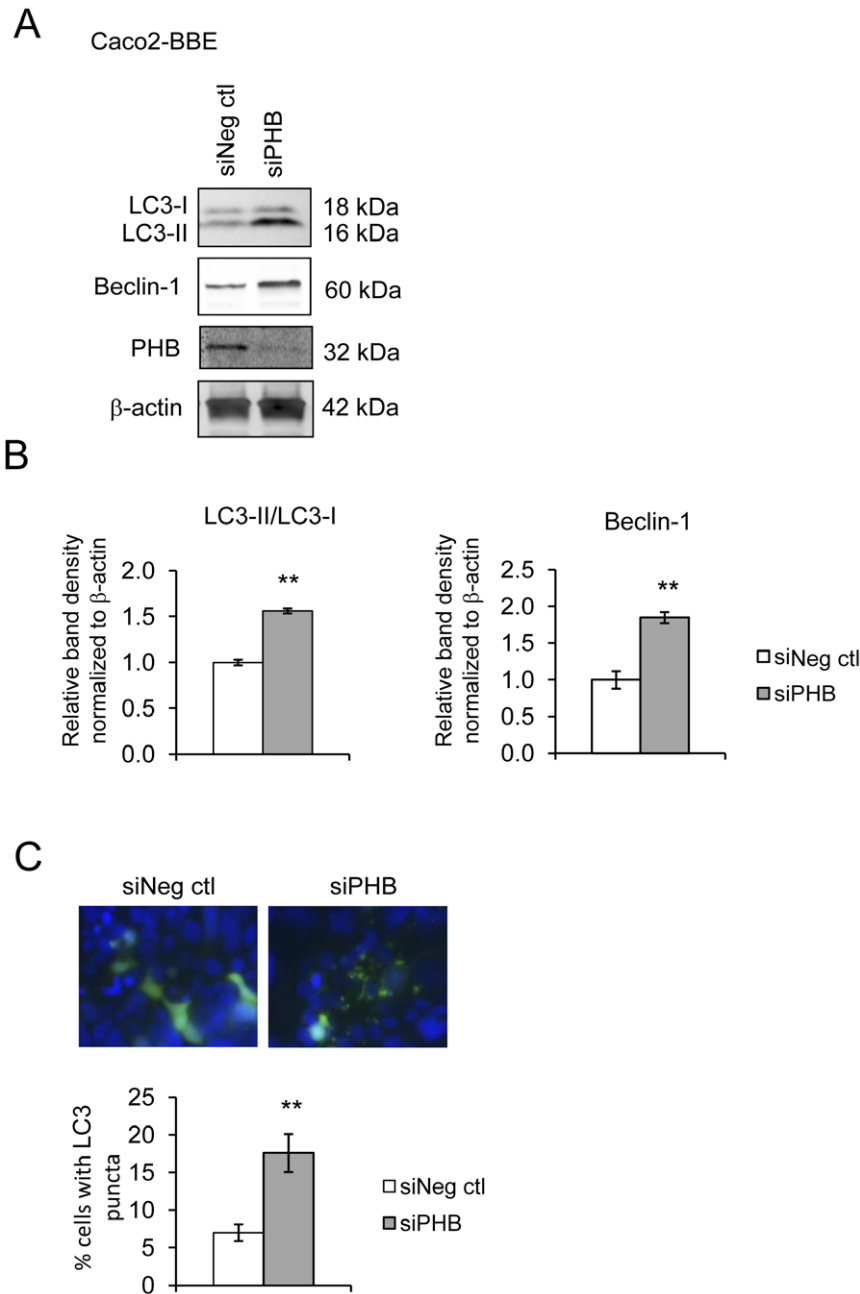 A
Caco2-BBE
siNeg ctl
siPHB
LC3-I 18 kDa
LC3-II 16 kDa
Beclin-1 60 kDa
PHB 32 kDa
β-actin 42 kDa
B
LC3-II/LC3-I
Relative band density
normalized to β-actin
2.0
1.5
1.0
0.5
0.0
**
Beclin-1
Relative band density
normalized to β-actin
2.5
2.0
1.5
1.0
0.5
0.0
**
siNeg ctl
siPHB
C
siNeg ctl siPHB
% cells with LC3
puncta
25
20
15
10
5
0
**
siNeg ctl
siPHB